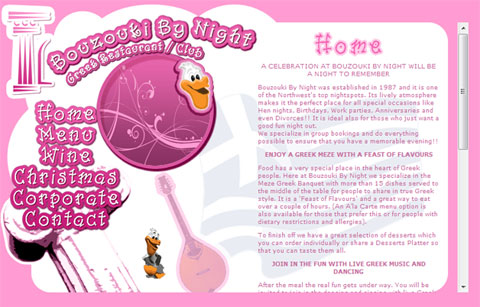 Bouzouki By Night
Greek Restaurant / Club
Home
Menu
Wine
Christmas
Corporate
Contact
Home
A CELEBRATION AT BOUZOUKI BY NIGHT WILL BE
A NIGHT TO REMEMBER
Bouzouki By Night was established in 1987 and it is one
of the Northwest's top nightspots. Its lively atmosphere
makes it the perfect place for all special occasions like
Hen nights, Birthdays, Work parties, Anniversaries and
even Divorces!! It is ideal also for those who just want a
good fun night out.
We specialize in group bookings and do everything
possible to ensure that you have a memorable evening!!
ENJOY A GREEK MEZE WITH A FEAST OF FLAVOURS
Food has a very special place in the heart of Greek
people. Here at Bouzouki By Night we specialize in the
Meze Greek Banquet with more than 15 dishes served to
the middle of the table for people to share in true Greek
style. It is a 'Feast of Flavours' and a great way to eat
over a couple of hours. (An Ala Carte menu option is
also available for those that prefer this or for people with
dietary restrictions and allergies).
To finish off we have a great selection of desserts which
you can order individually or share a Desserts Platter so
that you can taste them all.
JOIN IN THE FUN WITH LIVE GREEK MUSIC AND
DANCING
After the meal the real fun gets under way. You will be